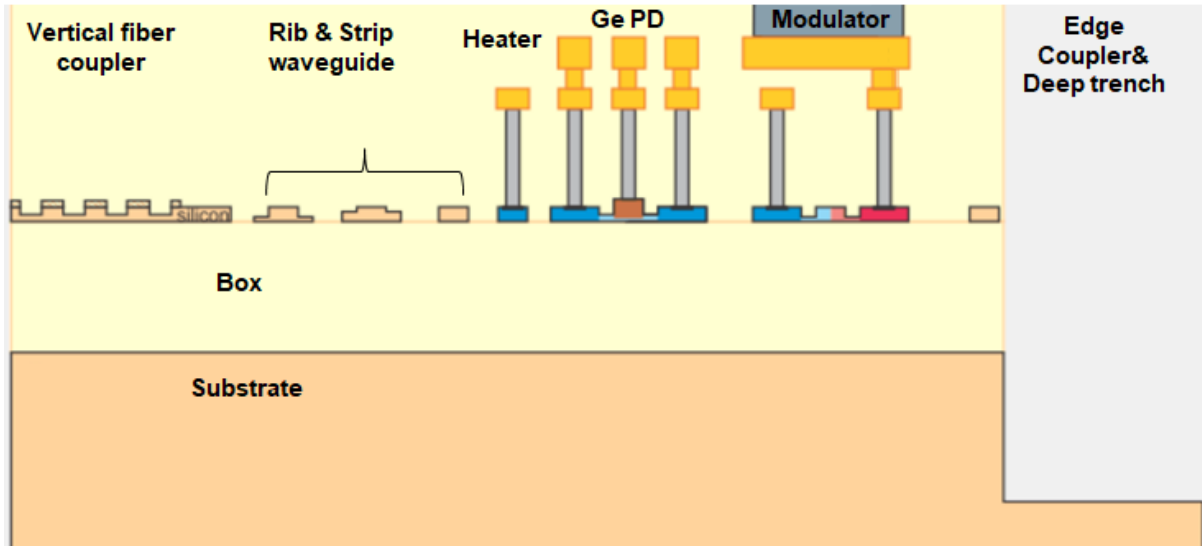 Vertical fiber
coupler
Rib & Strip
waveguide
Heater
Ge PD
Modulator
Edge
Coupler&
Deep trench
silicon
Box
Substrate